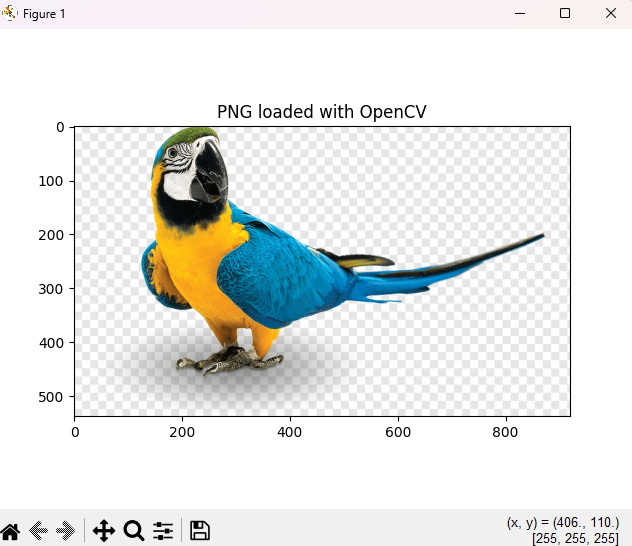 Figure 1
PNG loaded with OpenCV
0
100
200
300
400
500
0 200 400 600 800
(x, y) = (406., 110.)
[255, 255, 255]